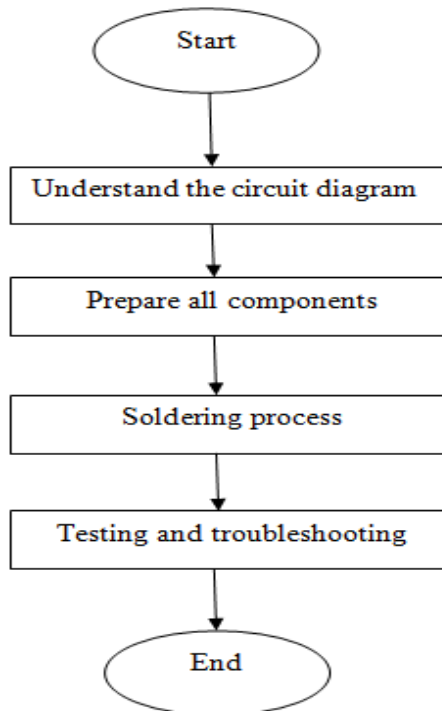 Start
Understand the circuit diagram
Prepare all components
Soldering process
Testing and troubleshooting
End